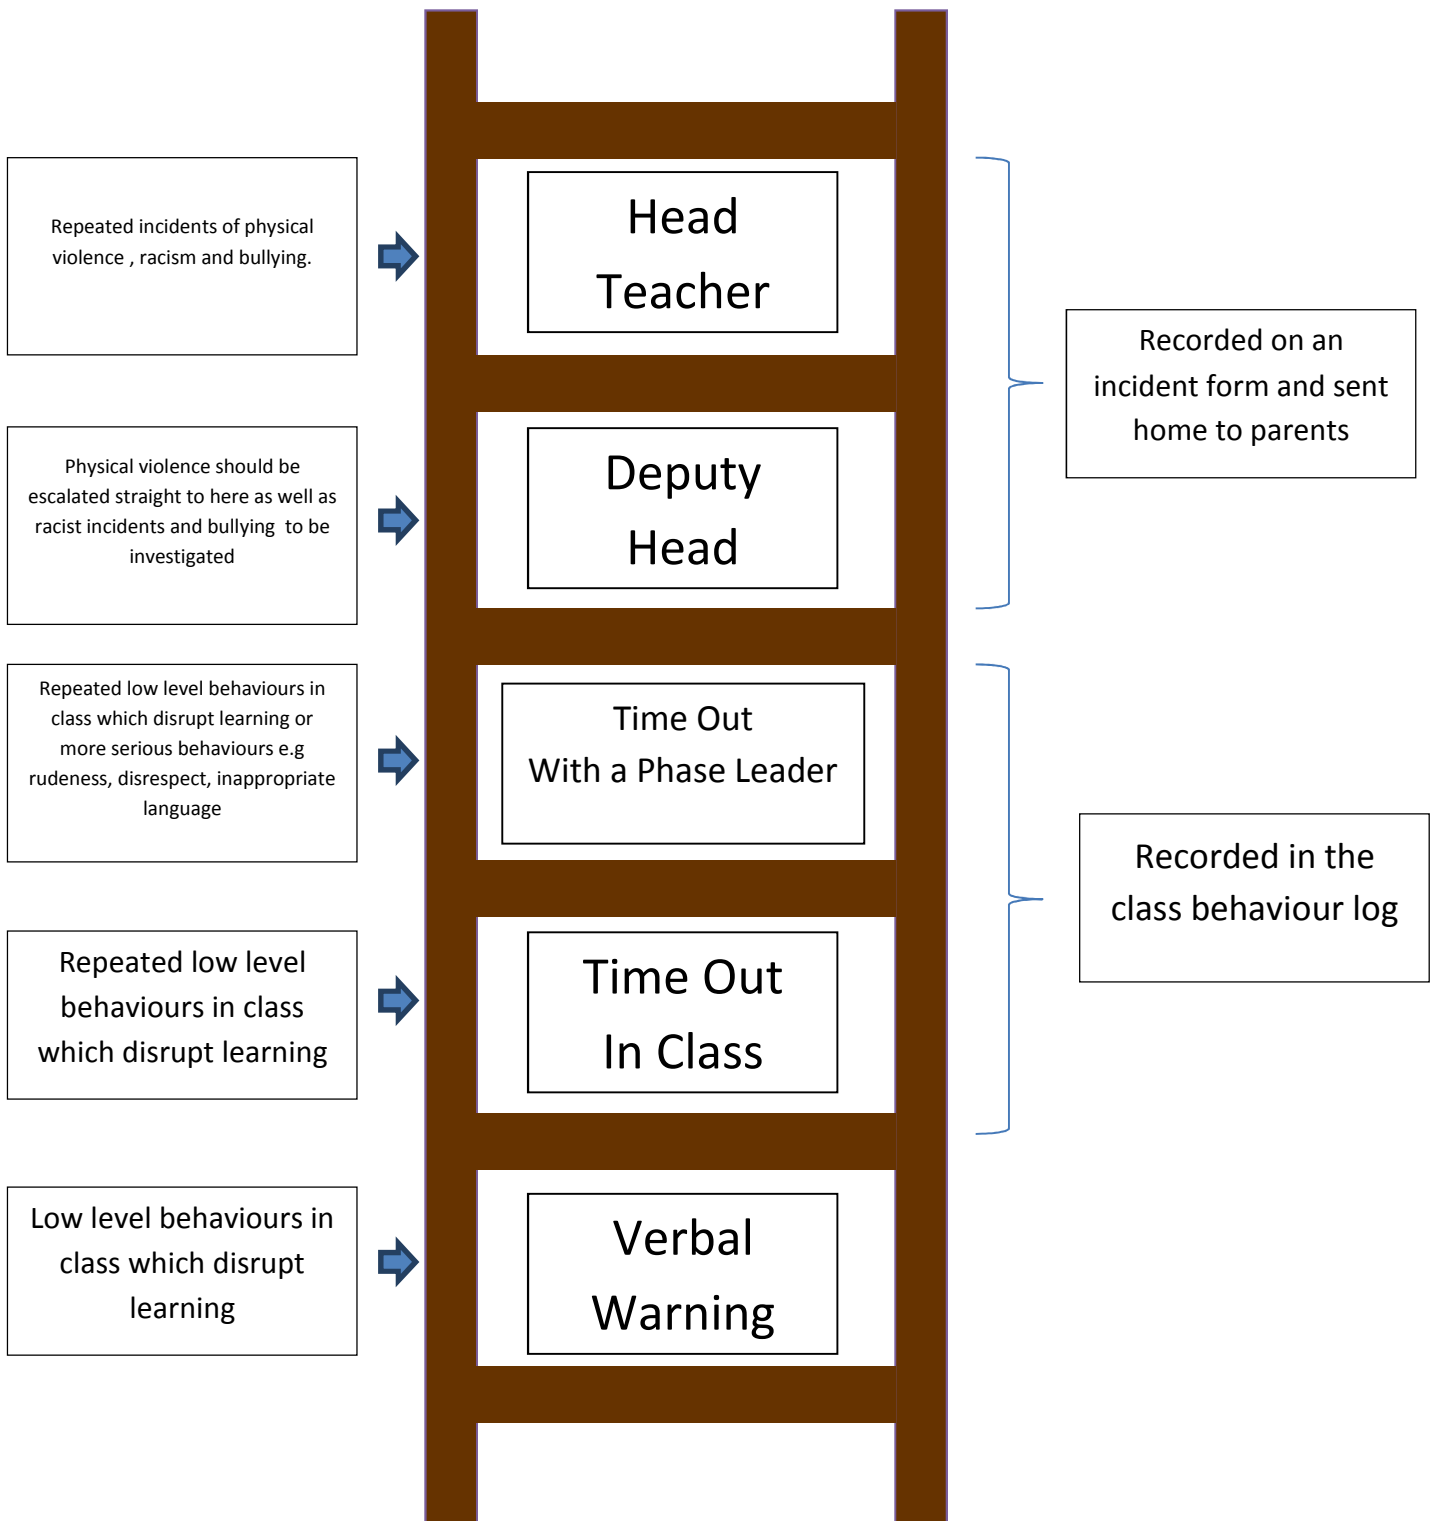 Repeated incidents of physical
violence , racism and bullying.
Head
Teacher
Recorded on an
incident form and sent
home to parents
Physical violence should be
escalated straight to here as well as
racist incidents and bullying  to be
investigated
Deputy
Head
Repeated low level behaviours in
class which disrupt learning or
more serious behaviours e.g
rudeness, disrespect, inappropriate
language
Time Out
With a Phase Leader
Recorded in the
class behaviour log
Repeated low level
behaviours in class
which disrupt learning
Time Out
In Class
Low level behaviours in
class which disrupt
learning
Verbal
Warning